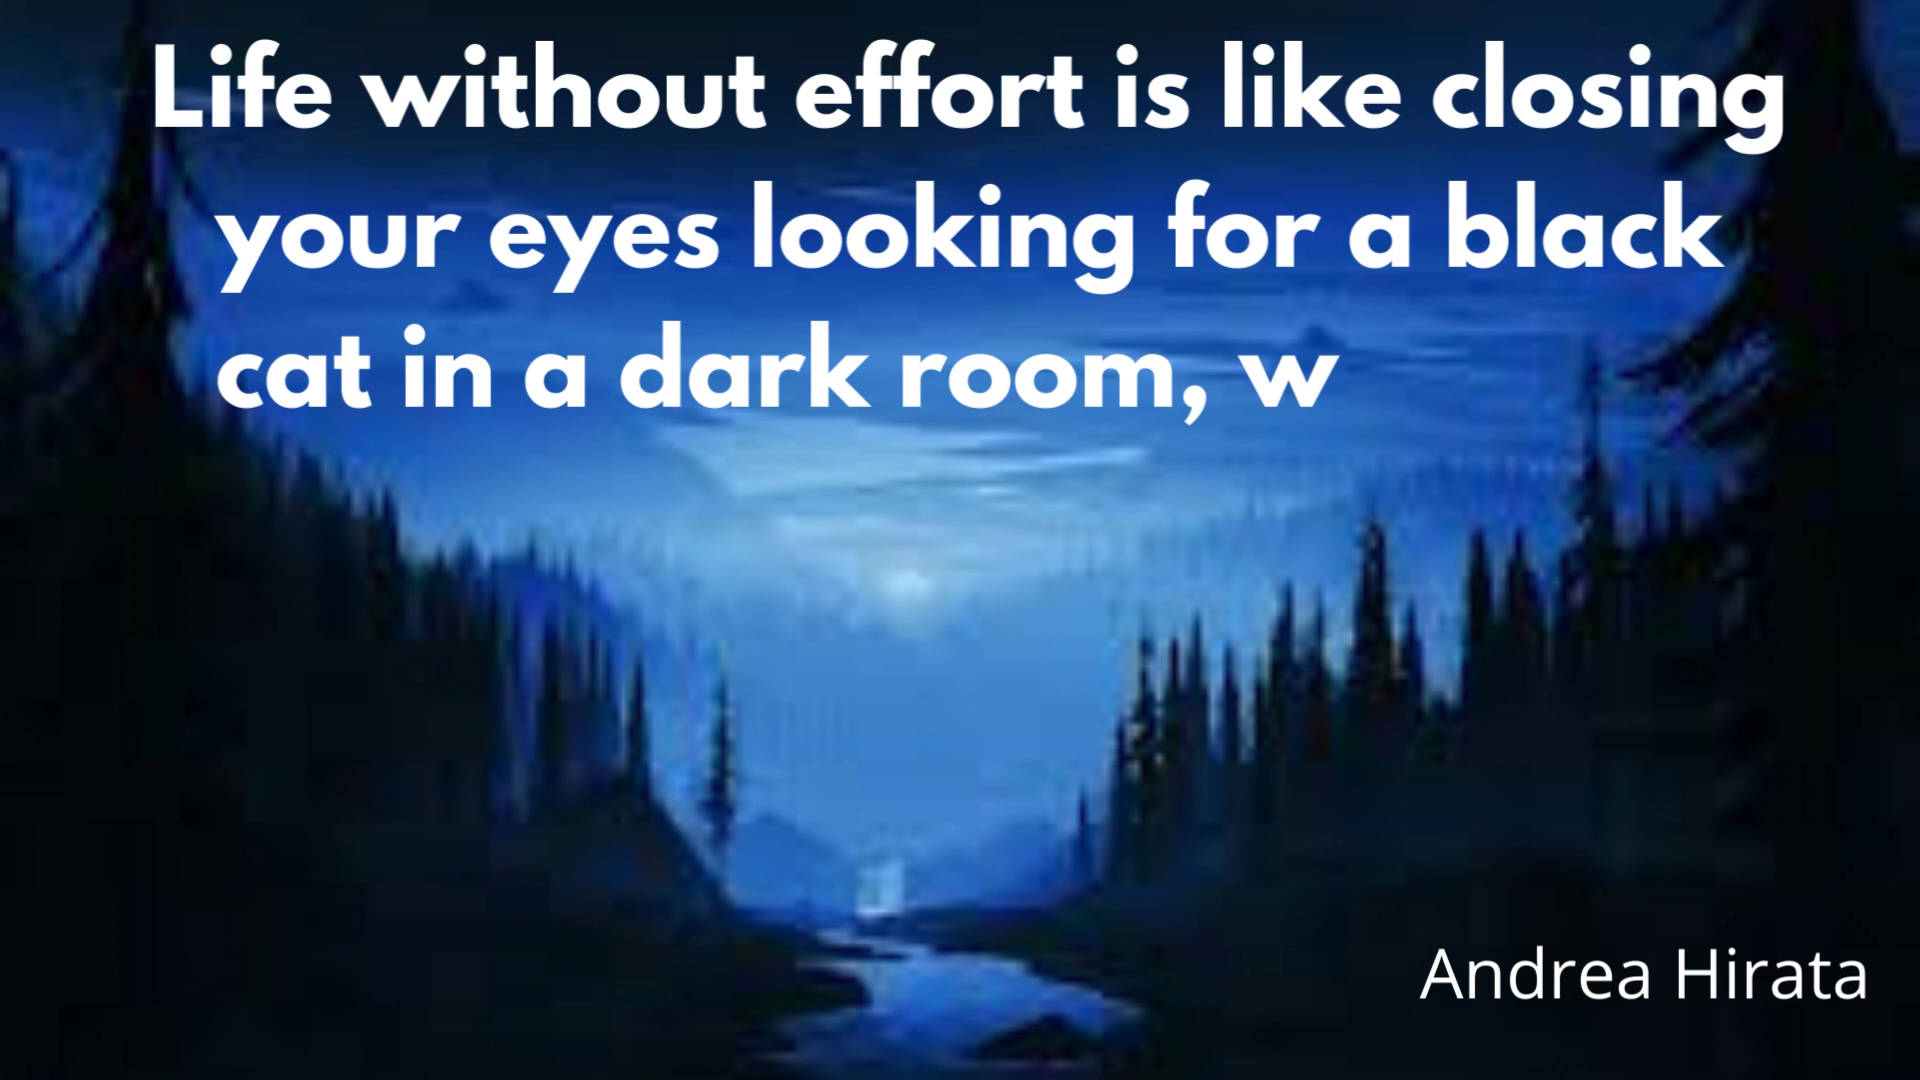 Life without effort is like closing
your eyes looking for a black
cat in a dark room, w
Andrea Hirata